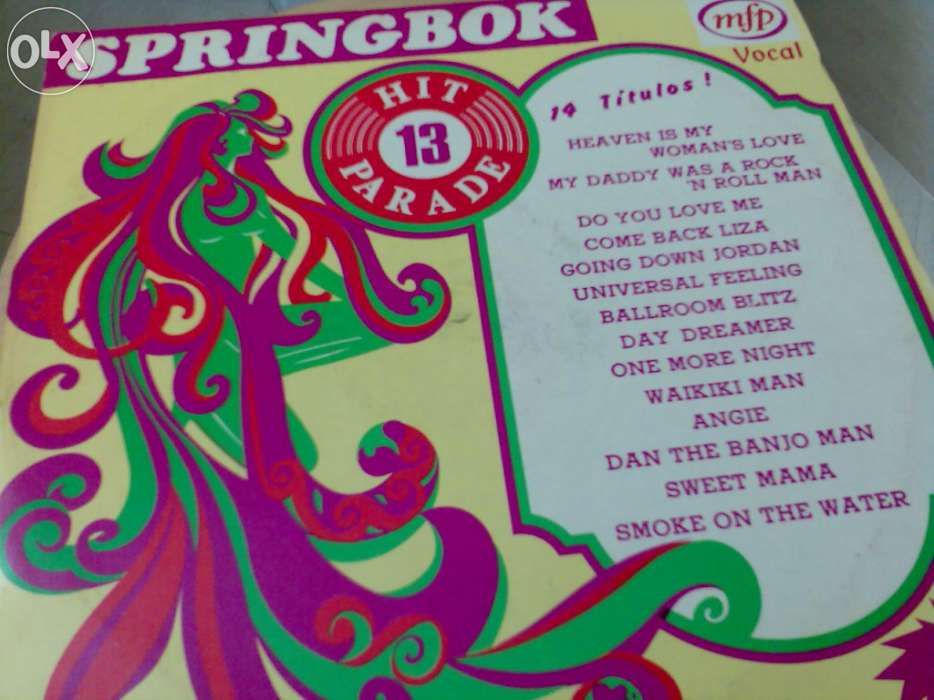 OLX
SPRINGBOK
mfp
Vocal
HIT
13
PARADE
14 Títulos!
HEAVEN IS MY
WOMAN'S LOVE
MY DADDY WAS A ROCK
'N ROLL MAN
DO YOU LOVE ME
COME BACK LIZA
GOING DOWN JORDAN
UNIVERSAL FEELING
BALLROOM BLITZ
DAY DREAMER
ONE MORE NIGHT
WAIKIKI MAN
ANGIE
DAN THE BANJO MAN
SWEET MAMA
SMOKE ON THE WATER